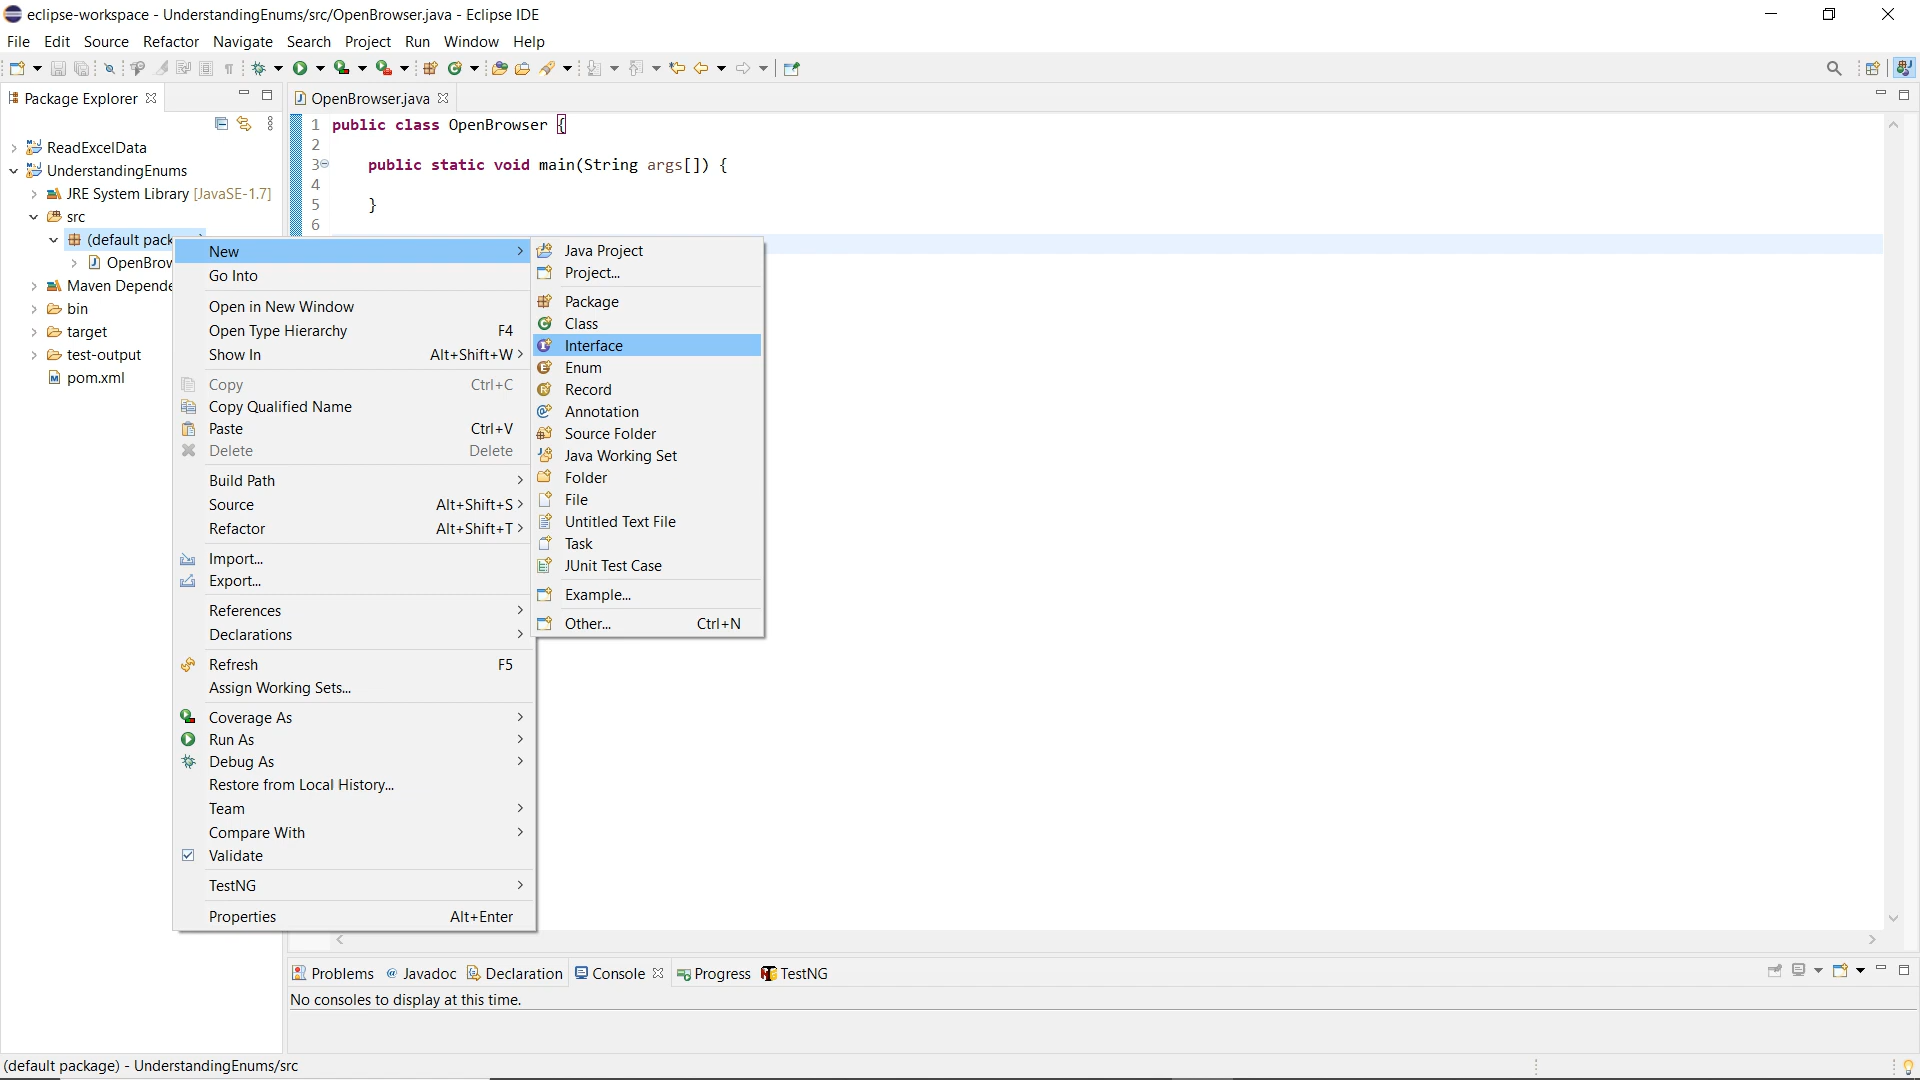 eclipse-workspace - UnderstandingEnums/src/OpenBrowser.java - Eclipse IDE
File Edit Source Refactor Navigate Search Project Run Window Help
Package Explorer
ReadExcelData
UnderstandingEnums
JRE System Library [JavaSE-1.7]
src
(default pack
OpenBrow
Maven Depende
bin
target
test-output
pom.xml
OpenBrowser.java
1 public class OpenBrowser {
2
3 public static void main(String args[]) {
4
5 }
6
New
Go Into
Open in New Window
Open Type Hierarchy F4
Show In Alt+Shift+W
Copy Ctrl+C
Copy Qualified Name
Paste Ctrl+V
Delete Delete
Build Path
Source Alt+Shift+S
Refactor Alt+Shift+T
Import...
Export...
References
Declarations
Refresh F5
Assign Working Sets...
Coverage As
Run As
Debug As
Restore from Local History...
Team
Compare With
Validate
TestNG
Properties Alt+Enter
Java Project
Project...
Package
Class
Interface
Enum
Record
Annotation
Source Folder
Java Working Set
Folder
File
Untitled Text File
Task
JUnit Test Case
Example...
Other... Ctrl+N
Problems @ Javadoc Declaration Console Progress TestNG
No consoles to display at this time.
(default package) - UnderstandingEnums/src